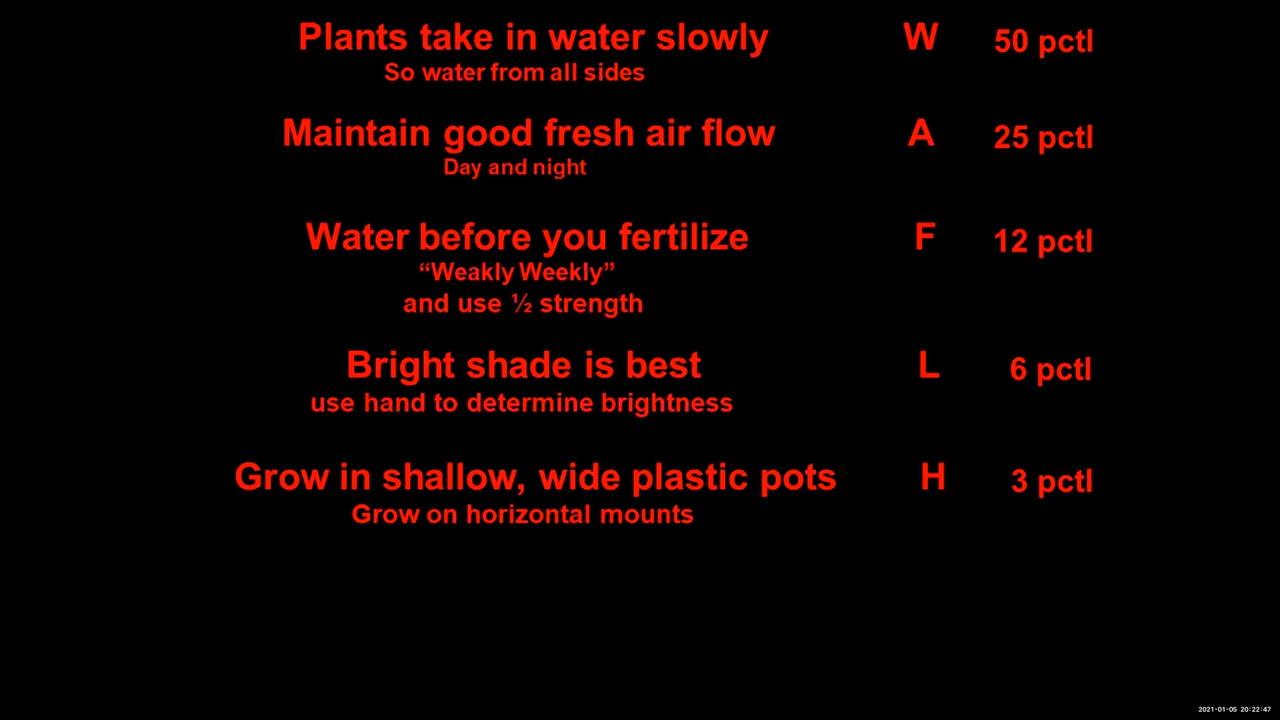 Plants take in water slowly W 50 pctl
So water from all sides
Maintain good fresh air flow A 25 pctl
Day and night
Water before you fertilize F 12 pctl
“Weakly Weekly”
and use ½ strength
Bright shade is best L 6 pctl
use hand to determine brightness
Grow in shallow, wide plastic pots H 3 pctl
Grow on horizontal mounts
2021-01-05 20:22:47